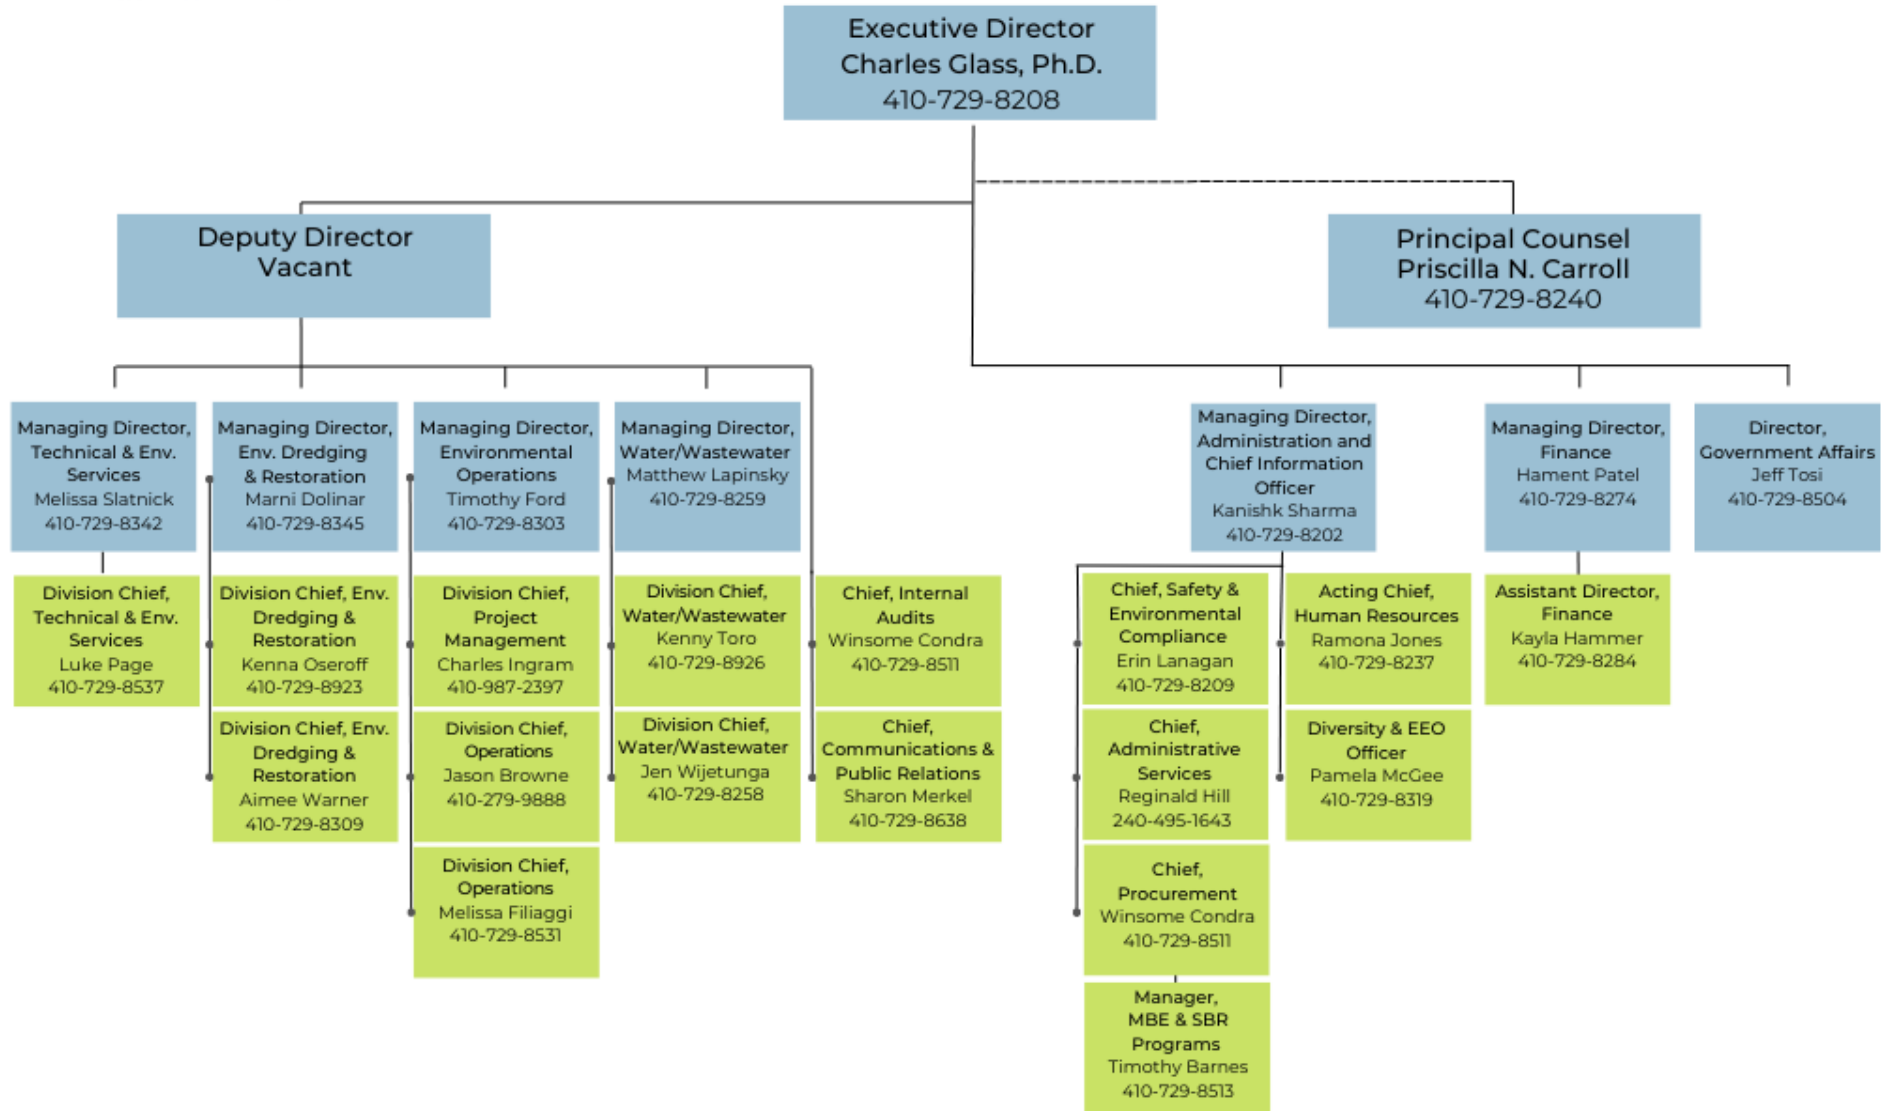 Executive Director
Charles Glass, Ph.D.
410-729-8208
Deputy Director
Vacant
Principal Counsel
Priscilla N. Carroll
410-729-8240
Managing Director,
Technical & Env.
Services
Melissa Slatnick
410-729-8342
Managing Director,
Env. Dredging
& Restoration
Marni Dolinar
410-729-8345
Managing Director,
Environmental
Operations
Timothy Ford
410-729-8303
Managing Director,
Water/Wastewater
Matthew Lapinsky
410-729-8259
Managing Director,
Administration and
Chief Information
Officer
Kanishk Sharma
410-729-8202
Managing Director,
Finance
Hament Patel
410-729-8274
Director,
Government Affairs
Jeff Tosi
410-729-8504
Division Chief,
Technical & Env.
Services
Luke Page
410-729-8537
Division Chief, Env.
Dredging &
Restoration
Kenna Oseroff
410-729-8923
Division Chief,
Project
Management
Charles Ingram
410-987-2397
Division Chief,
Water/Wastewater
Kenny Toro
410-729-8926
Chief, Internal
Audits
Winsome Condra
410-729-8511
Chief, Safety &
Environmental
Compliance
Erin Lanagan
410-729-8209
Acting Chief,
Human Resources
Ramona Jones
410-729-8237
Assistant Director,
Finance
Kayla Hammer
410-729-8284
Division Chief, Env.
Dredging &
Restoration
Aimee Warner
410-729-8309
Division Chief,
Operations
Jason Browne
410-279-9888
Division Chief,
Water/Wastewater
Jen Wijetunga
410-729-8258
Chief,
Communications &
Public Relations
Sharon Merkel
410-729-8638
Chief,
Administrative
Services
Reginald Hill
240-495-1643
Diversity & EEO
Officer
Pamela McGee
410-729-8319
Division Chief,
Operations
Melissa Filiaggi
410-729-8531
Chief,
Procurement
Winsome Condra
410-729-8511
Manager,
MBE & SBR
Programs
Timothy Barnes
410-729-8513